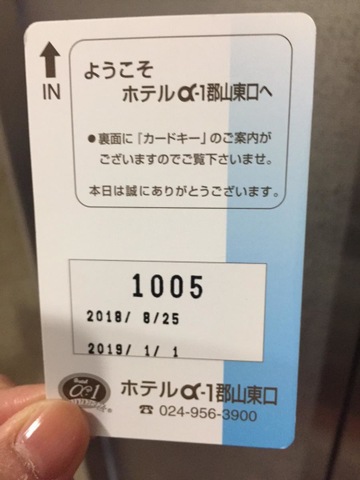 IN
ようこそ
ホテルα-1郡山東口へ
●裏面に「カードキー」のご案内が
ございますのでご覧下さいませ。
本日は誠にありがとうございます。
1005
2018/ 8/25
2019/ 1/ 1
Hotel
α-1
ホテルα-1郡山東口
☎ 024-956-3900